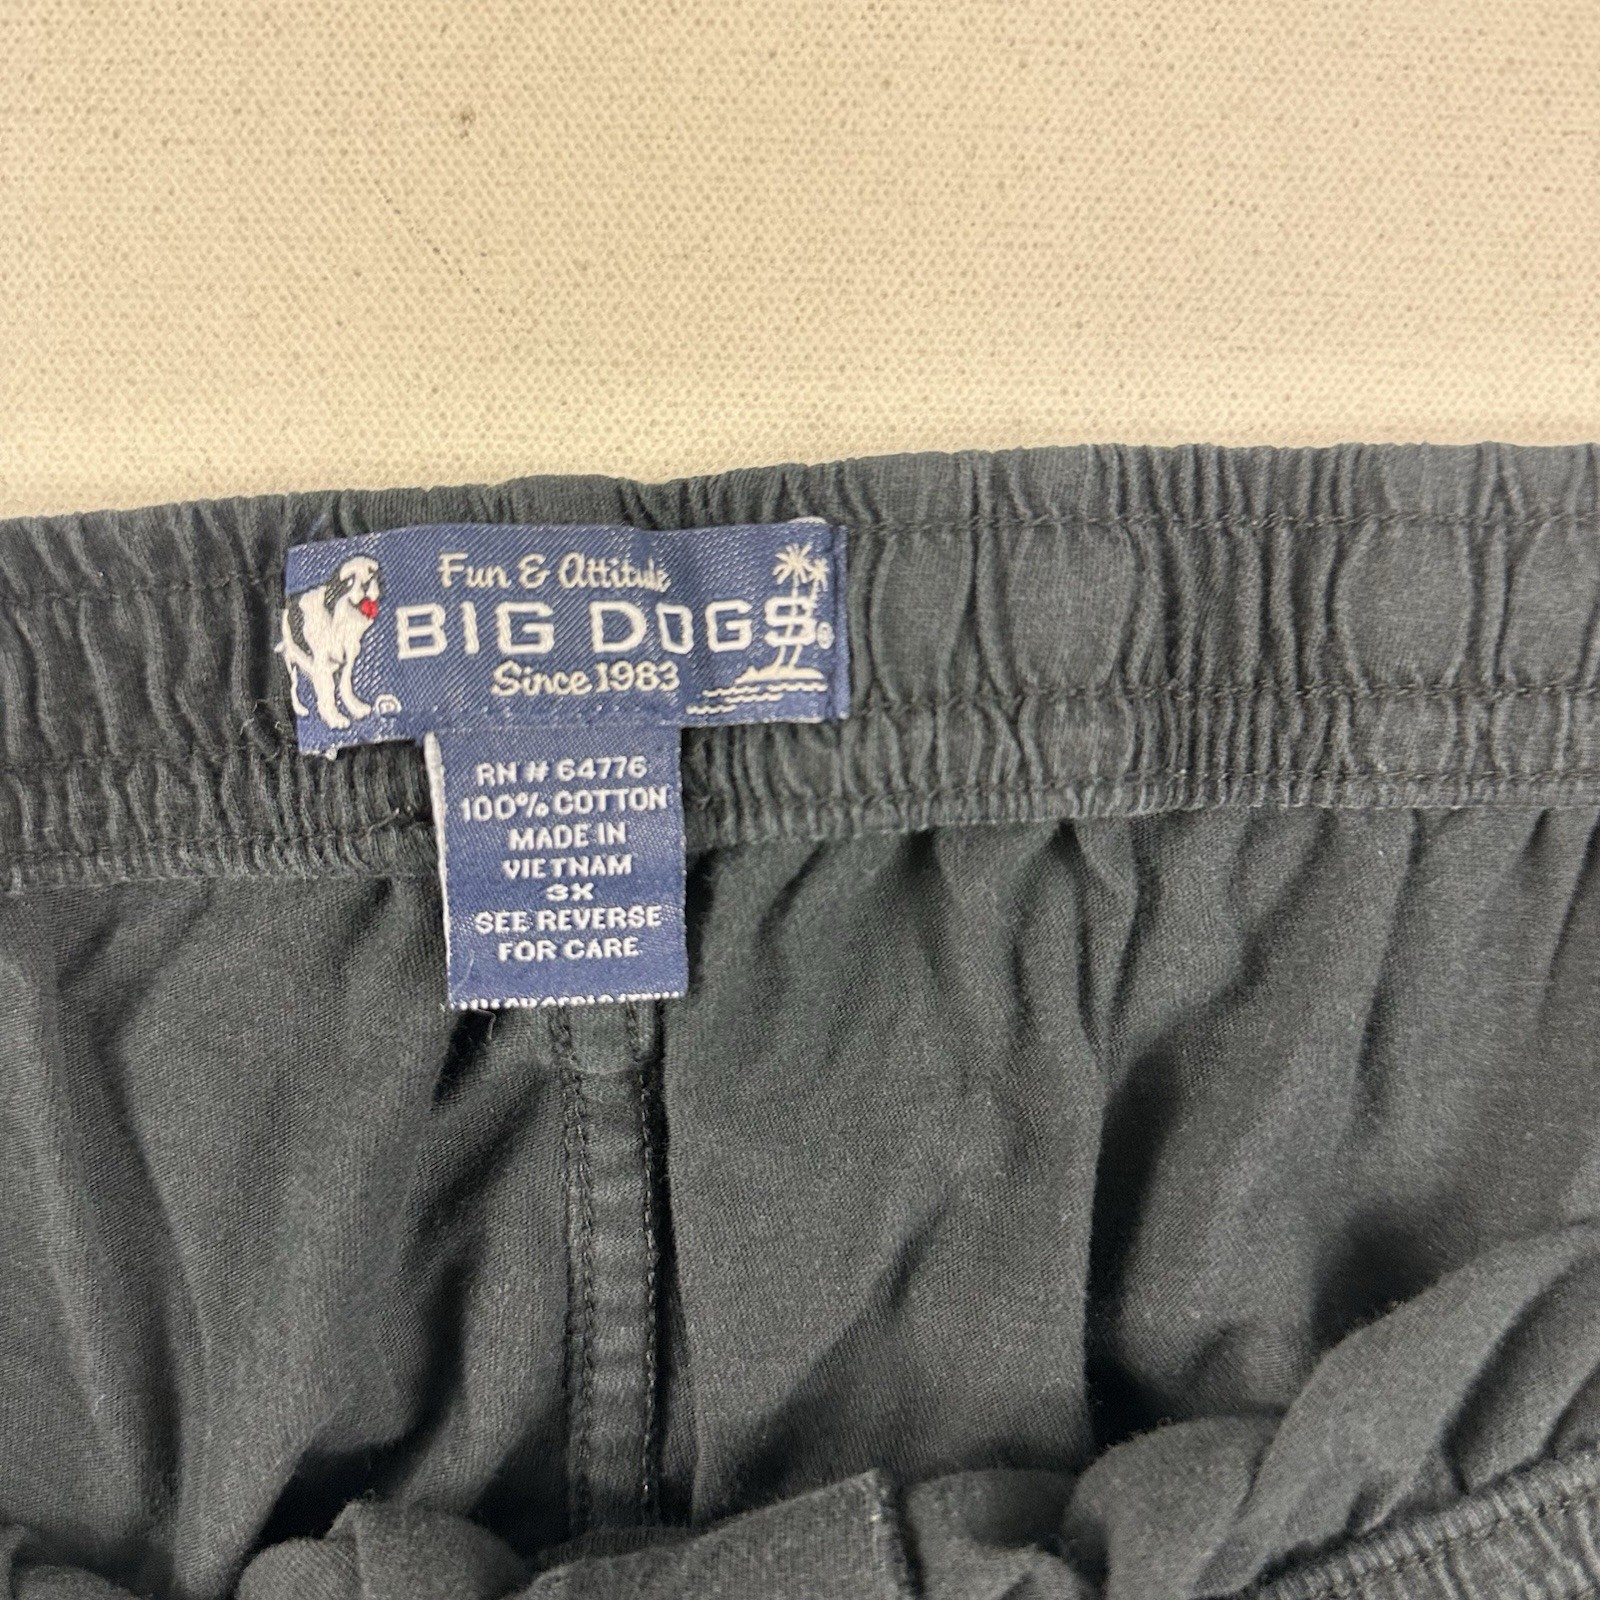 Fun & Attitude
BIG DOGS®
Since 1983
RN # 64776
100% COTTON
MADE IN
VIETNAM
3X
SEE REVERSE
FOR CARE